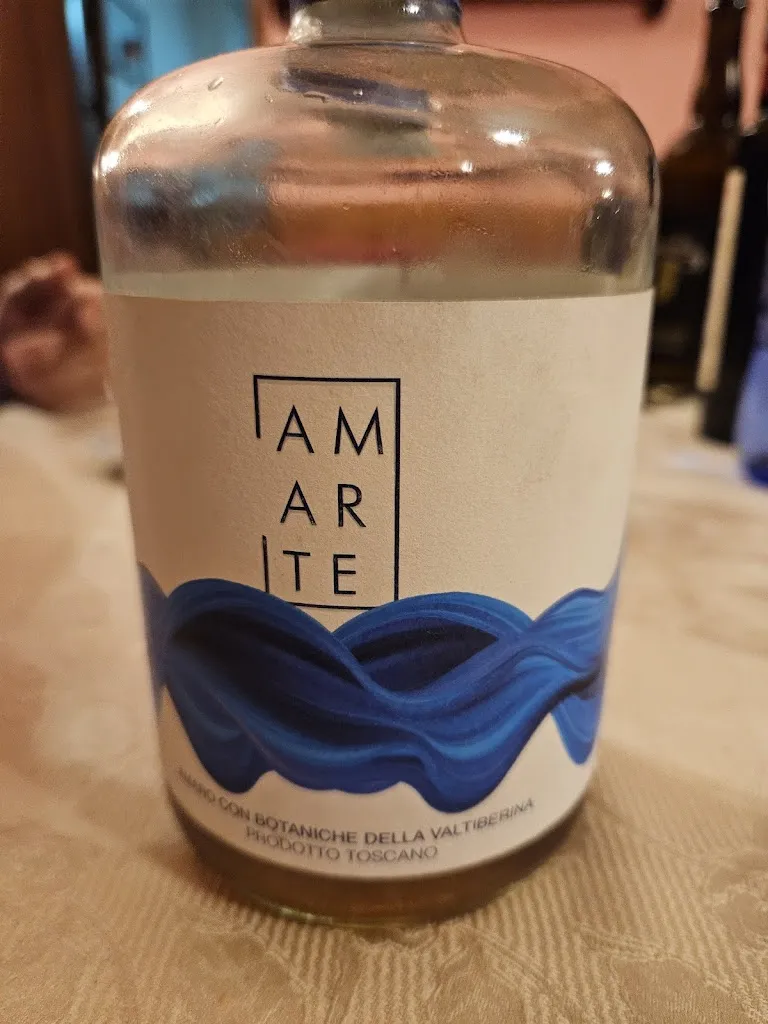 AM
AR
TE
AMARO CON BOTANICHE DELLA VALTIBERINA
PRODOTTO TOSCANO